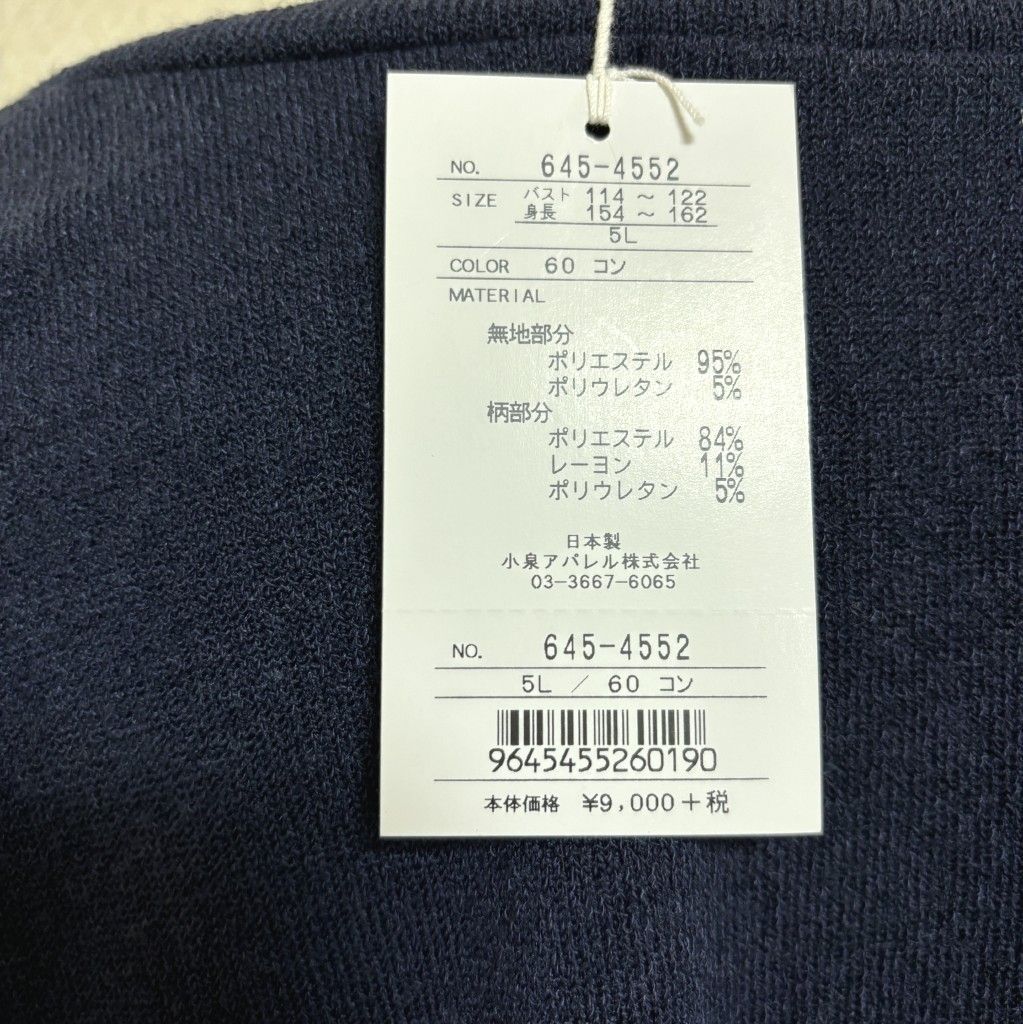 NO. 645-4552
SIZE バスト 114 ~ 122
身長 154 ~ 162
5L
COLOR 60 コン
MATERIAL
無地部分
ポリエステル 95%
ポリウレタン 5%
柄部分
ポリエステル 84%
レーヨン 11%
ポリウレタン 5%
日本製
小泉アパレル株式会社
03-3667-6065
NO. 645-4552
5L / 60 コン
9645455260190
本体価格 ¥9,000+税